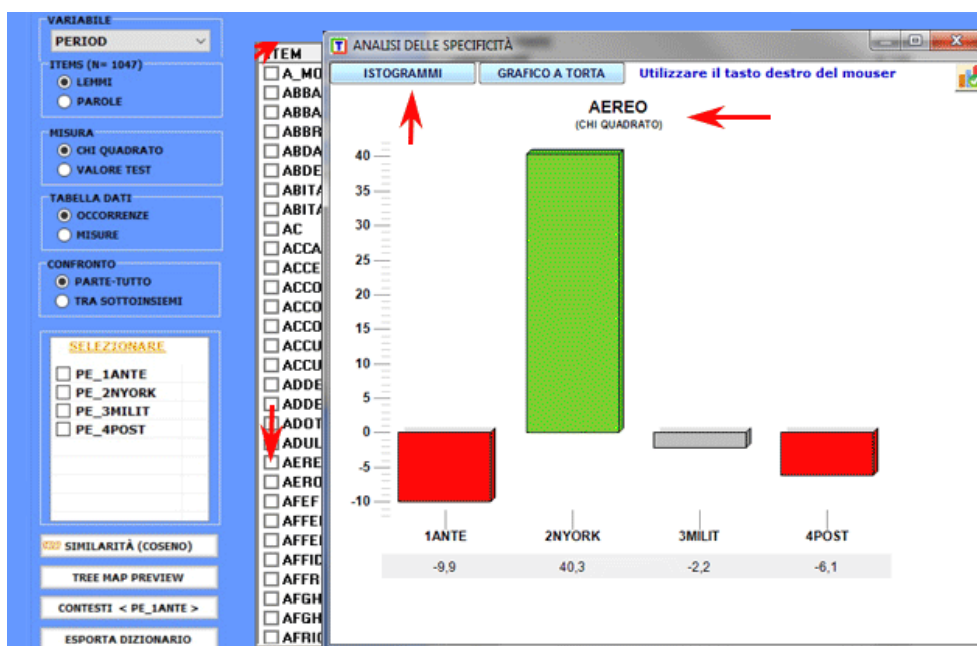 VARIABILE
PERIOD
ITEMS (N= 1047)
LEMMI
PAROLE
MISURA
CHI QUADRATO
VALORE TEST
TABELLA DATI
OCCORRENZE
MISURE
CONFRONTO
PARTE-TUTTO
TRA SOTTOINSIEMI
SELEZIONARE
PE_1ANTE
PE_2NYORK
PE_3MILIT
PE_4POST
SIMILARITÀ (COSENO)
TREE MAP PREVIEW
CONTESTI < PE_1ANTE >
ESPORTA DIZIONARIO
ITEM
A_MO
ABBA
ABBA
ABBR
ABDA
ABDE
ABITA
ABITA
AC
ACCA
ACCE
ACCO
ACCO
ACCO
ACCU
ACCU
ADDE
ADDE
ADOT
ADUL
AERE
AERO
AFEF
AFFE
AFFE
AFFID
AFFR
AFGH
AFGH
AFRIC
T ANALISI DELLE SPECIFICITÀ
ISTOGRAMMI GRAFICO A TORTA Utilizzare il tasto destro del mouser
AEREO
(CHI QUADRATO)
40
35
30
25
20
15
10
5
0
-5
-10
1ANTE 2NYORK 3MILIT 4POST
-9,9 40,3 -2,2 -6,1